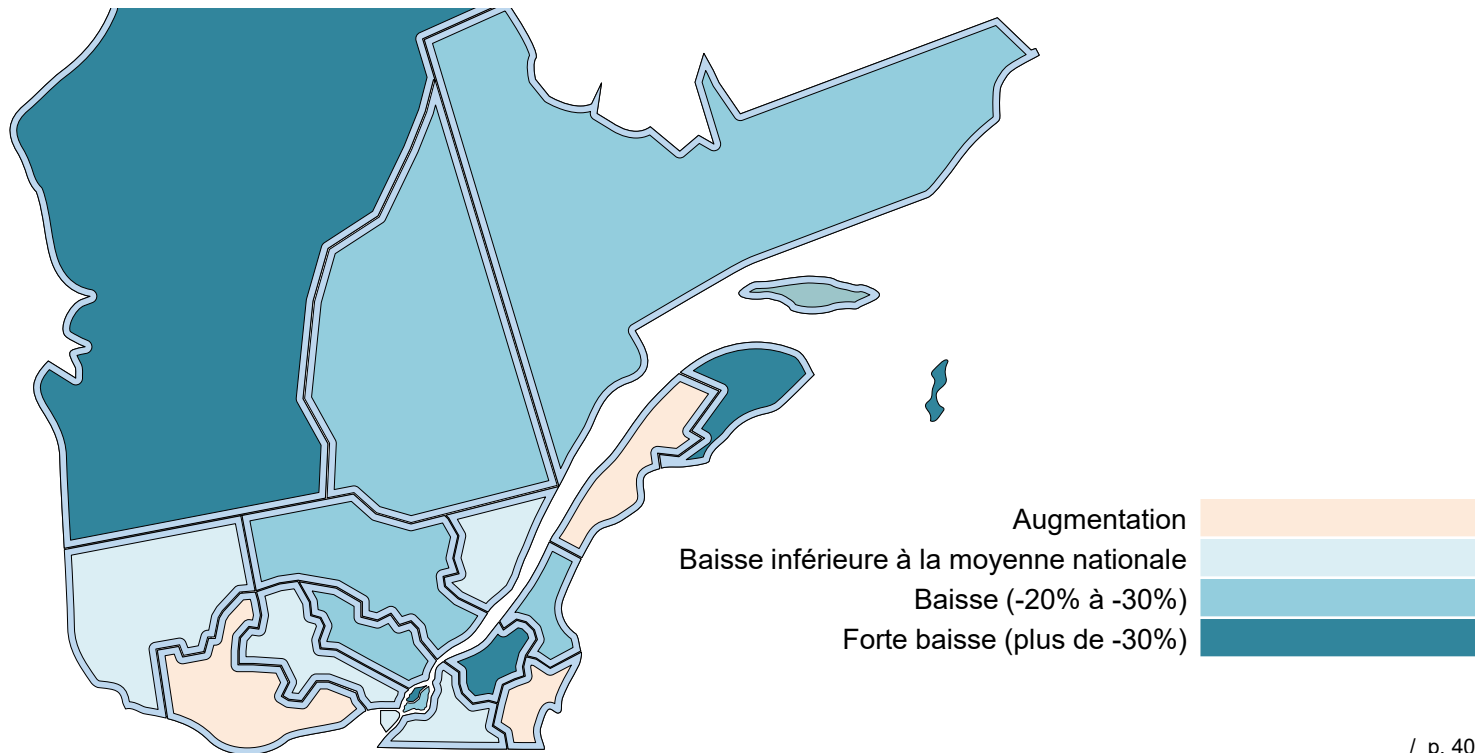 Augmentation
Baisse inférieure à la moyenne nationale
Baisse (-20% à -30%)
Forte baisse (plus de -30%)
/ p. 40